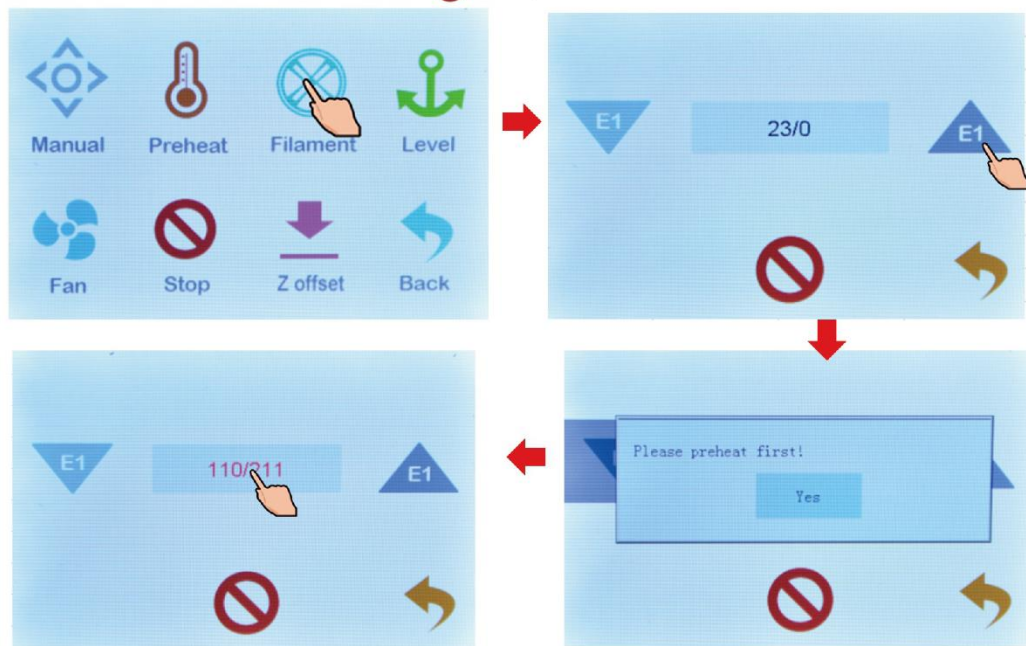 Manual Preheat Filament Level
Fan Stop Z offset Back
E1 23/0 E1
Please preheat first!
Yes
E1 110/211 E1